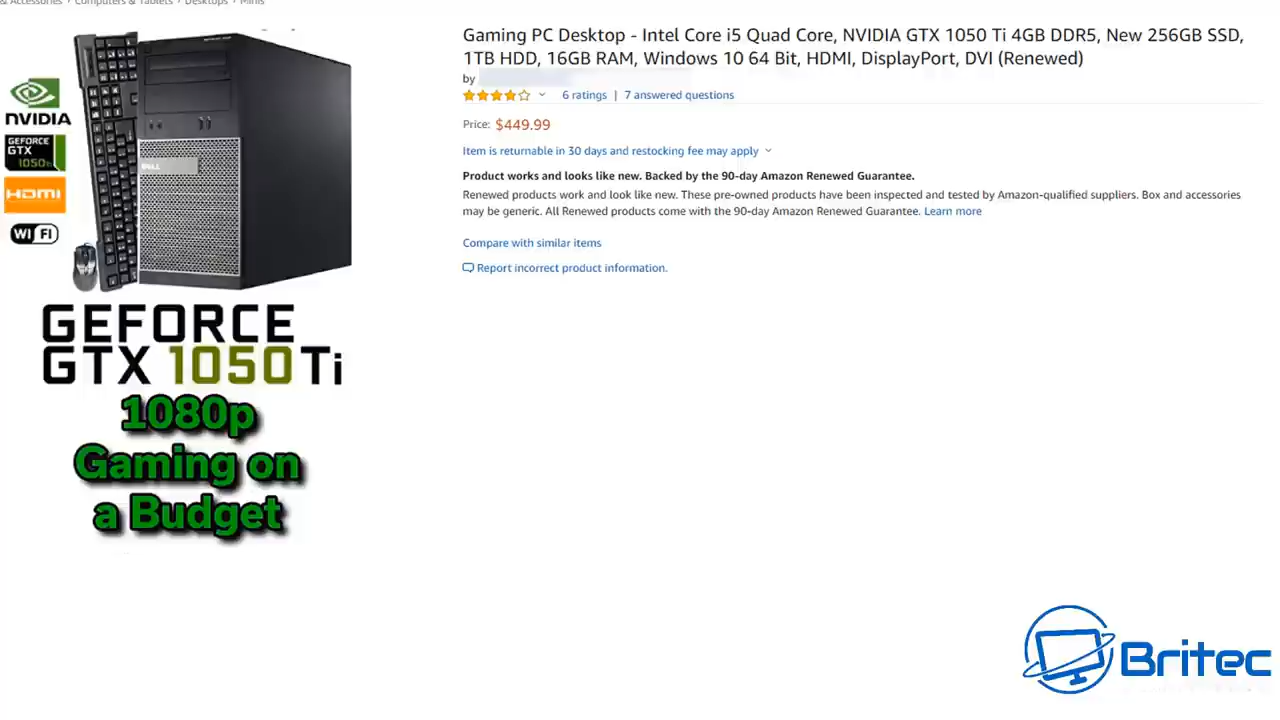 & Accessories › Computers & Tablets › Desktops › Minis
Gaming PC Desktop - Intel Core i5 Quad Core, NVIDIA GTX 1050 Ti 4GB DDR5, New 256GB SSD,
1TB HDD, 16GB RAM, Windows 10 64 Bit, HDMI, DisplayPort, DVI (Renewed)
by
6 ratings | 7 answered questions
Price: $449.99
Item is returnable in 30 days and restocking fee may apply
Product works and looks like new. Backed by the 90-day Amazon Renewed Guarantee.
Renewed products work and look like new. These pre-owned products have been inspected and tested by Amazon-qualified suppliers. Box and accessories
may be generic. All Renewed products come with the 90-day Amazon Renewed Guarantee. Learn more
Compare with similar items
Report incorrect product information.
NVIDIA
GEFORCE
GTX
1050Ti
HDMI
WiFi
DELL
GEFORCE
GTX 1050 Ti
1080p
Gaming on
a Budget
Britec